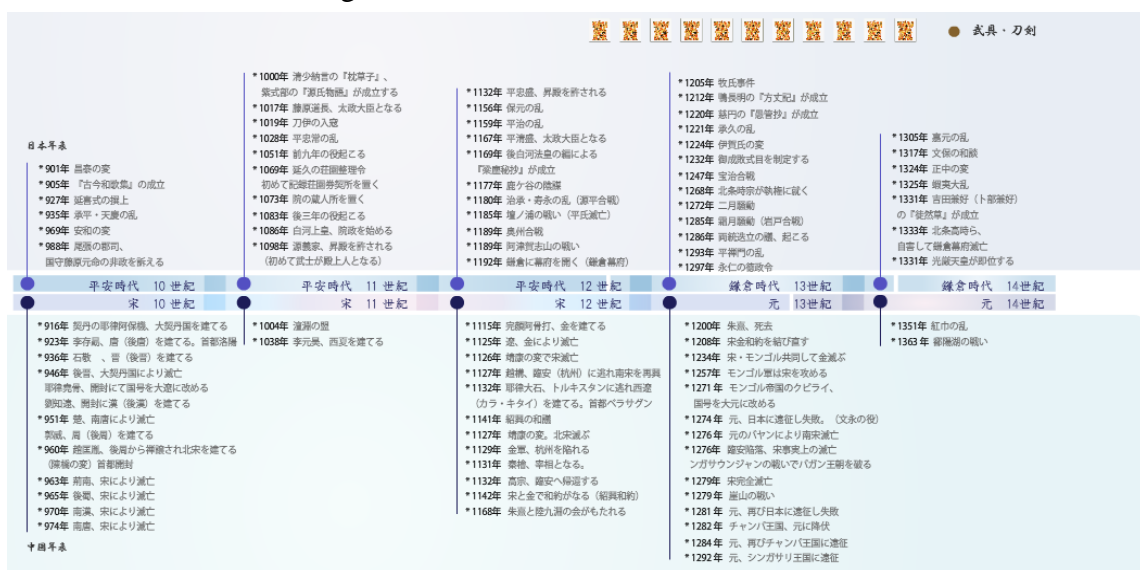 武具・刀剣
日本年表
*901年 昌泰の変
*905年 『古今和歌集』の成立
*927年 延喜式の撰上
*935年 承平・天慶の乱
*969年 安和の変
*988年 尾張の郡司、
国守藤原元命の非政を訴える
*1000年 清少納言の『枕草子』、
紫式部の『源氏物語』が成立する
*1017年 藤原道長、太政大臣となる
*1019年 刀伊の入寇
*1028年 平忠常の乱
*1051年 前九年の役起こる
*1069年 延久の荘園整理令
初めて記録荘園券契所を置く
*1073年 院の蔵人所を置く
*1083年 後三年の役起こる
*1086年 白河上皇、院政を始める
*1098年 源義家、昇殿を許される
（初めて武士が殿上人となる）
*1132年 平忠盛、昇殿を許される
*1156年 保元の乱
*1159年 平治の乱
*1167年 平清盛、太政大臣となる
*1169年 後白河法皇の編による
『梁塵秘抄』が成立
*1177年 鹿ケ谷の陰謀
*1180年 治承・寿永の乱（源平合戦）
*1185年 壇ノ浦の戦い（平氏滅亡）
*1189年 奥州合戦
*1189年 阿津賀志山の戦い
*1192年 鎌倉に幕府を開く（鎌倉幕府）
*1205年 牧氏事件
*1212年 鴨長明の『方丈記』が成立
*1220年 慈円の『愚管抄』が成立
*1221年 承久の乱
*1224年 伊賀氏の変
*1232年 御成敗式目を制定する
*1247年 宝治合戦
*1268年 北条時宗が執権に就く
*1272年 二月騒動
*1285年 霜月騒動（岩戸合戦）
*1286年 両統迭立の議、起こる
*1293年 平禅門の乱
*1297年 永仁の徳政令
*1305年 嘉元の乱
*1317年 文保の和談
*1324年 正中の変
*1325年 蝦夷大乱
*1331年 吉田兼好（卜部兼好）
の『徒然草』が成立
*1333年 北条高時ら、
自害して鎌倉幕府滅亡
*1331年 光厳天皇が即位する
平安時代 10 世紀
平安時代 11 世紀
平安時代 12 世紀
鎌倉時代 13世紀
鎌倉時代 14世紀
宋 10 世紀
宋 11 世紀
宋 12 世紀
元 13世紀
元 14世紀
*916年 契丹の耶律阿保機、大契丹国を建てる
*923年 李存勗、唐（後唐）を建てる。首都洛陽
*936年 石敬 、晋（後晋）を建てる
*946年 後晋、大契丹国により滅亡
耶律堯骨、開封にて国号を大遼に改める
劉知遠、開封に漢（後漢）を建てる
*951年 楚、南唐により滅亡
郭威、周（後周）を建てる
*960年 趙匡胤、後周から禅譲され北宋を建てる
（陳橋の変）首都開封
*963年 荊南、宋により滅亡
*965年 後蜀、宋により滅亡
*970年 南漢、宋により滅亡
*974年 南唐、宋により滅亡
中国年表
*1004年 澶淵の盟
*1038年 李元昊、西夏を建てる
*1115年 完顔阿骨打、金を建てる
*1125年 遼、金により滅亡
*1126年 靖康の変で宋滅亡
*1127年 趙構、臨安（杭州）に逃れ南宋を再興
*1132年 耶律大石、トルキスタンに逃れ西遼
（カラ・キタイ）を建てる。首都ベラサグン
*1141年 紹興の和議
*1127年 靖康の変。北宋滅ぶ
*1129年 金軍、杭州を陥れる
*1131年 秦檜、宰相となる。
*1132年 高宗、臨安へ帰還する
*1142年 宋と金で和約がなる（紹興和約）
*1168年 朱熹と陸九淵の会がもたれる
*1200年 朱熹、死去
*1208年 宋金和約を結び直す
*1234年 宋・モンゴル共同して金滅ぶ
*1257年 モンゴル軍は宋を攻める
*1271年 モンゴル帝国のクビライ、
国号を大元に改める
*1274年 元、日本に遠征し失敗。（文永の役）
*1276年 元のバヤンにより南宋滅亡
*1276年 臨安陥落、宋事実上の滅亡
ンガサウンジャンの戦いでパガン王朝を破る
*1279年 宋完全滅亡
*1279年 崖山の戦い
*1281年 元、再び日本に遠征し失敗
*1282年 チャンパ王国、元に降伏
*1284年 元、再びチャンパ王国に遠征
*1292年 元、シンガサリ王国に遠征
*1351年 紅巾の乱
*1363年 鄱陽湖の戦い